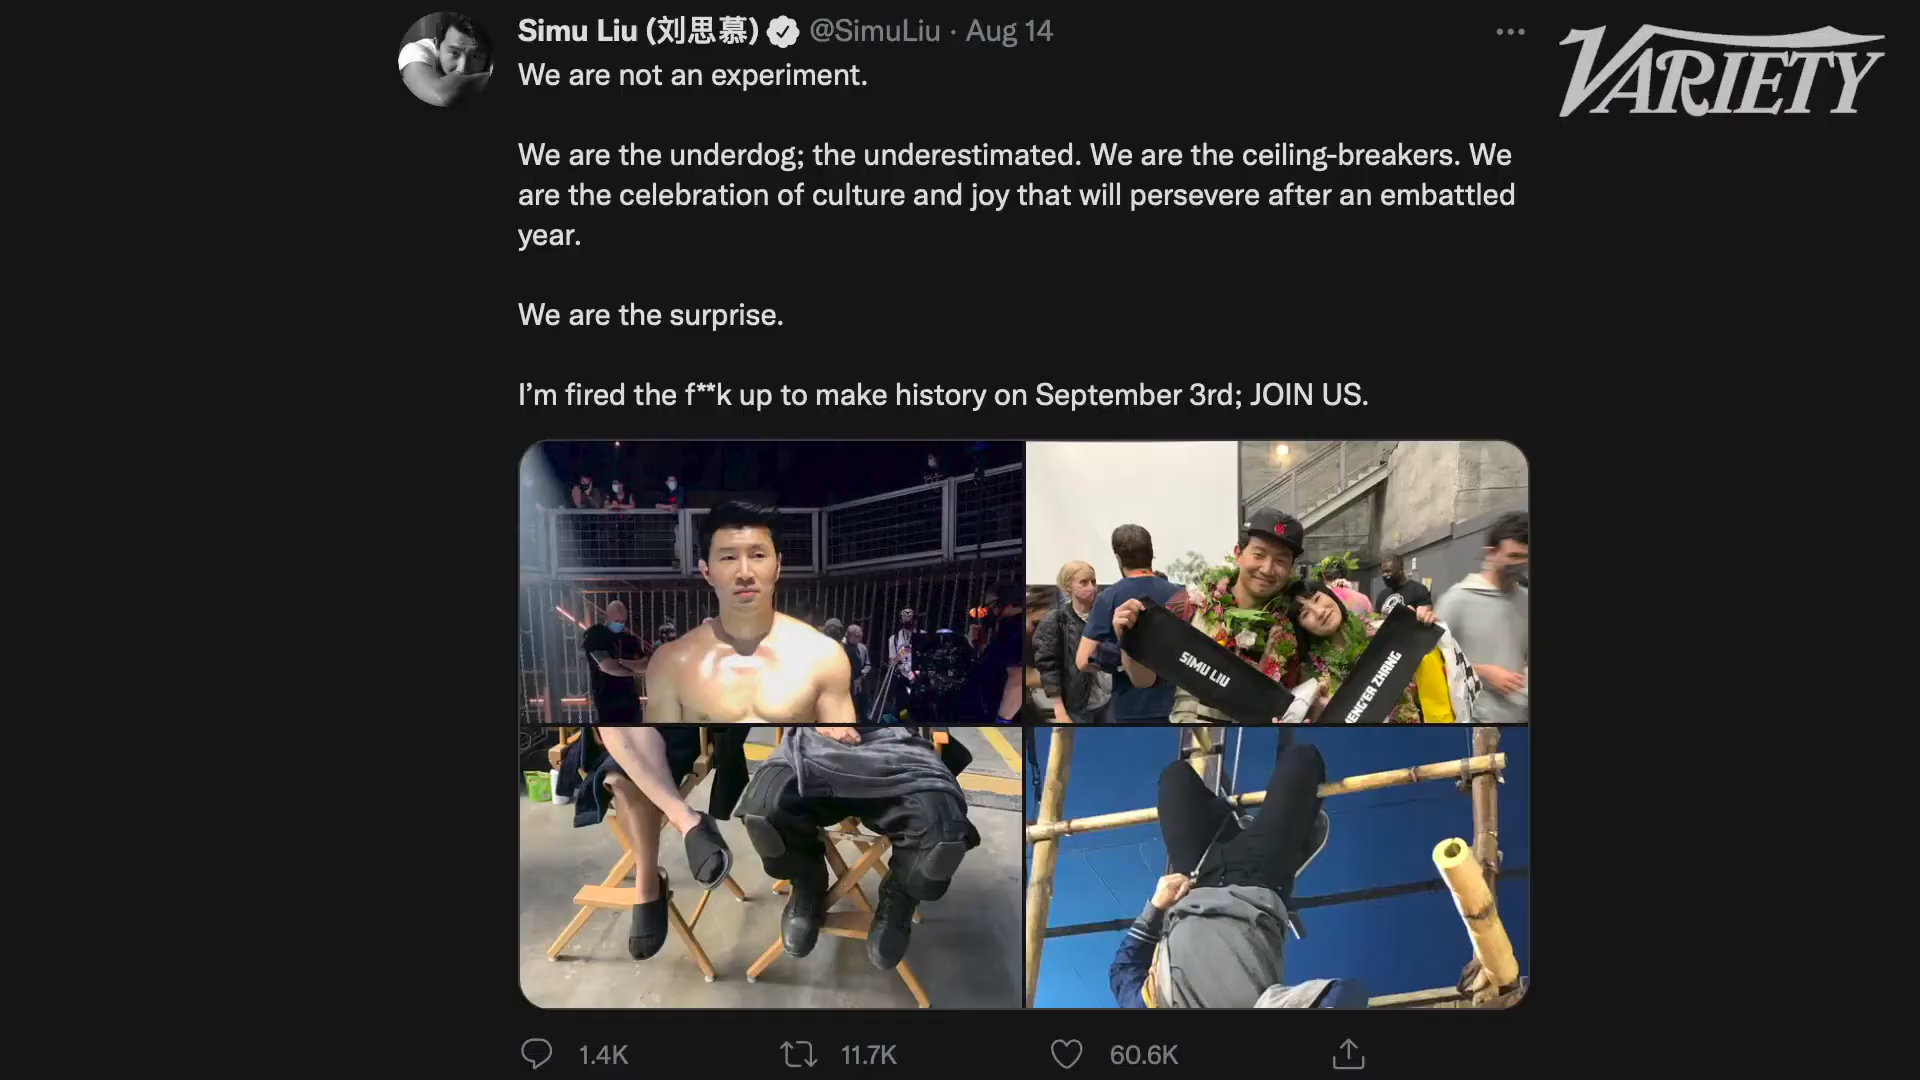 Simu Liu (刘思慕) @SimuLiu · Aug 14
VARIETY
We are not an experiment.
We are the underdog; the underestimated. We are the ceiling-breakers. We
are the celebration of culture and joy that will persevere after an embattled
year.
We are the surprise.
I’m fired the f**k up to make history on September 3rd; JOIN US.
SIMU LIU
MENG'ER ZHANG
1.4K 11.7K 60.6K